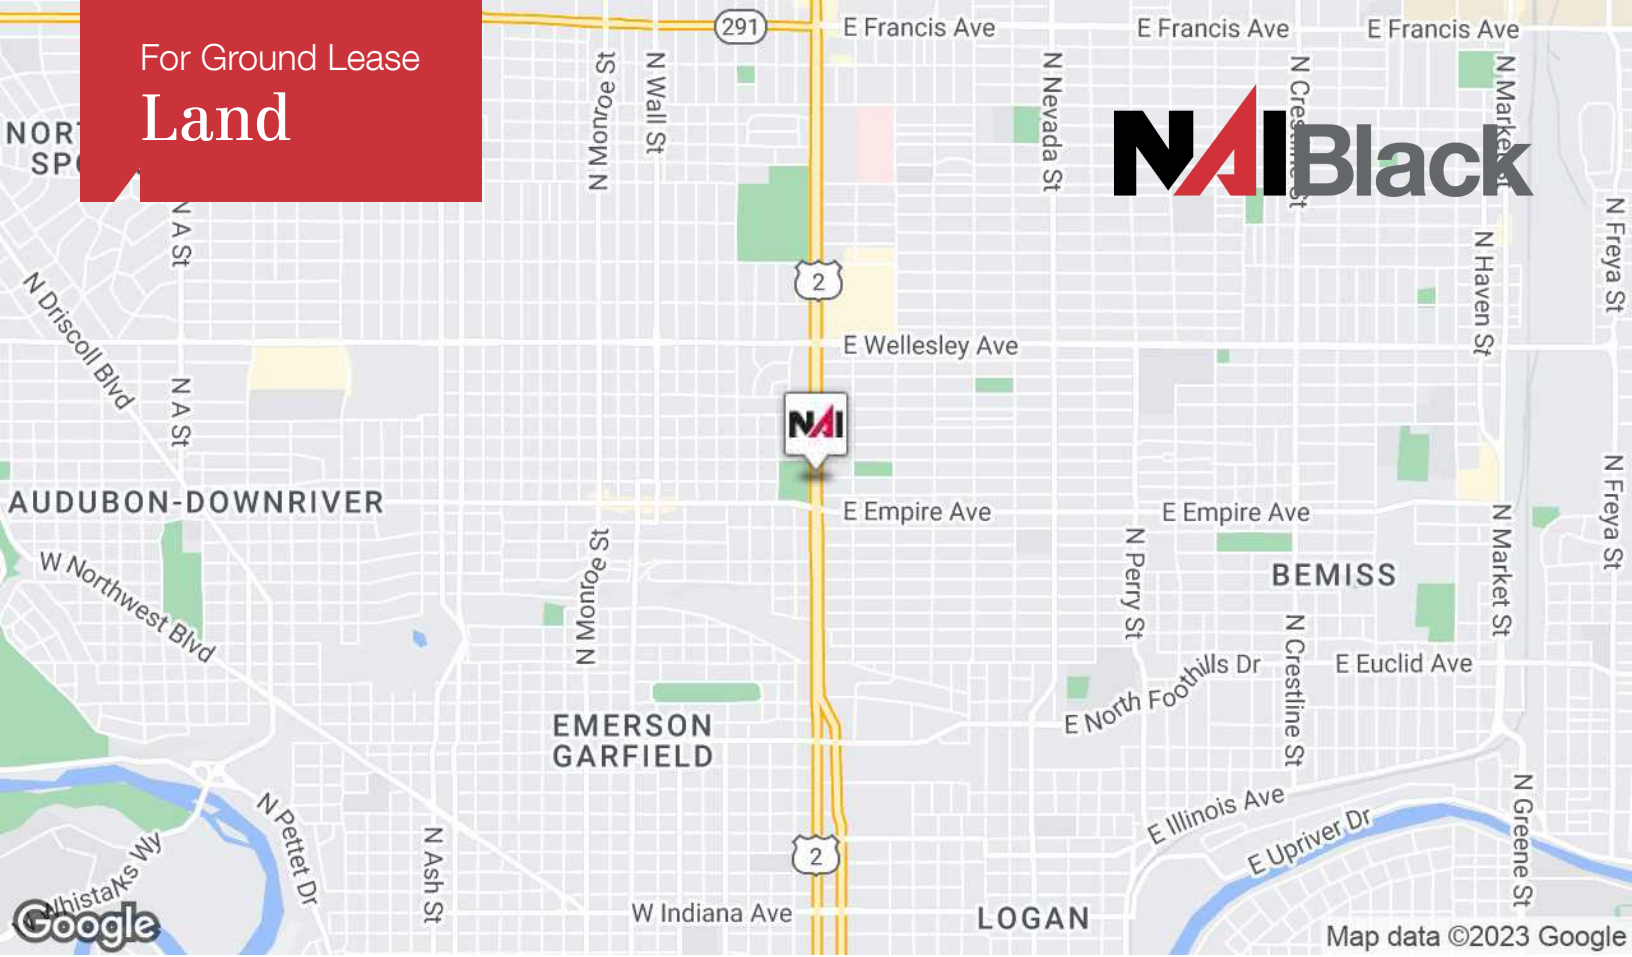 For Ground Lease
Land
NAIBlack
291
E Francis Ave
E Francis Ave
E Francis Ave
N Monroe St
N Wall St
N Nevada St
N Market St
N A St
N Freya St
N Haven St
2
N Driscoll Blvd
E Wellesley Ave
N A St
NAI
N Freya St
AUDUBON-DOWNRIVER
E Empire Ave
E Empire Ave
N Market St
N Monroe St
N Perry St
W Northwest Blvd
BEMISS
N Crestline St
E Euclid Ave
E North Foothills Dr
EMERSON
GARFIELD
N Pettet Dr
N Ash St
E Illinois Ave
E Upriver Dr
N Greene St
2
W Indiana Ave
LOGAN
Google
Map data ©2023 Google